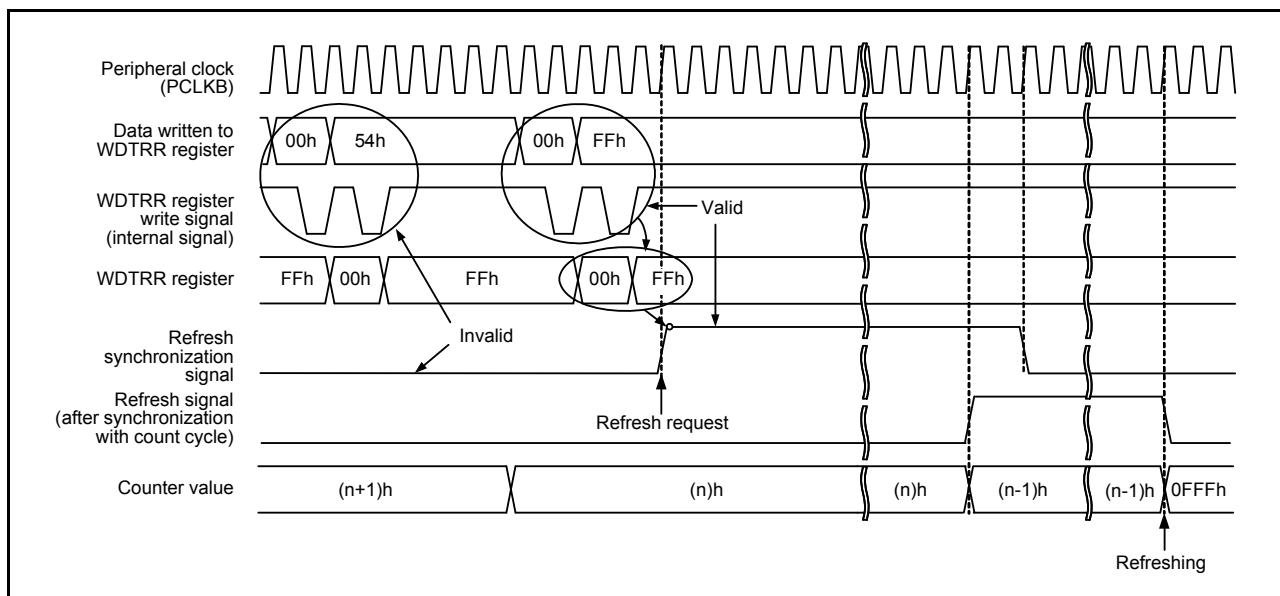 Peripheral clock
(PCLKB)
Data written to
WDTRR register
00h
54h
00h
FFh
WDTRR register
write signal
(internal signal)
Valid
WDTRR register
FFh
00h
FFh
00h
FFh
Refresh
synchronization
signal
Invalid
Refresh signal
(after synchronization
with count cycle)
Refresh request
Counter value
(n+1)h
(n)h
(n)h
(n-1)h
(n-1)h
0FFFh
Refreshing